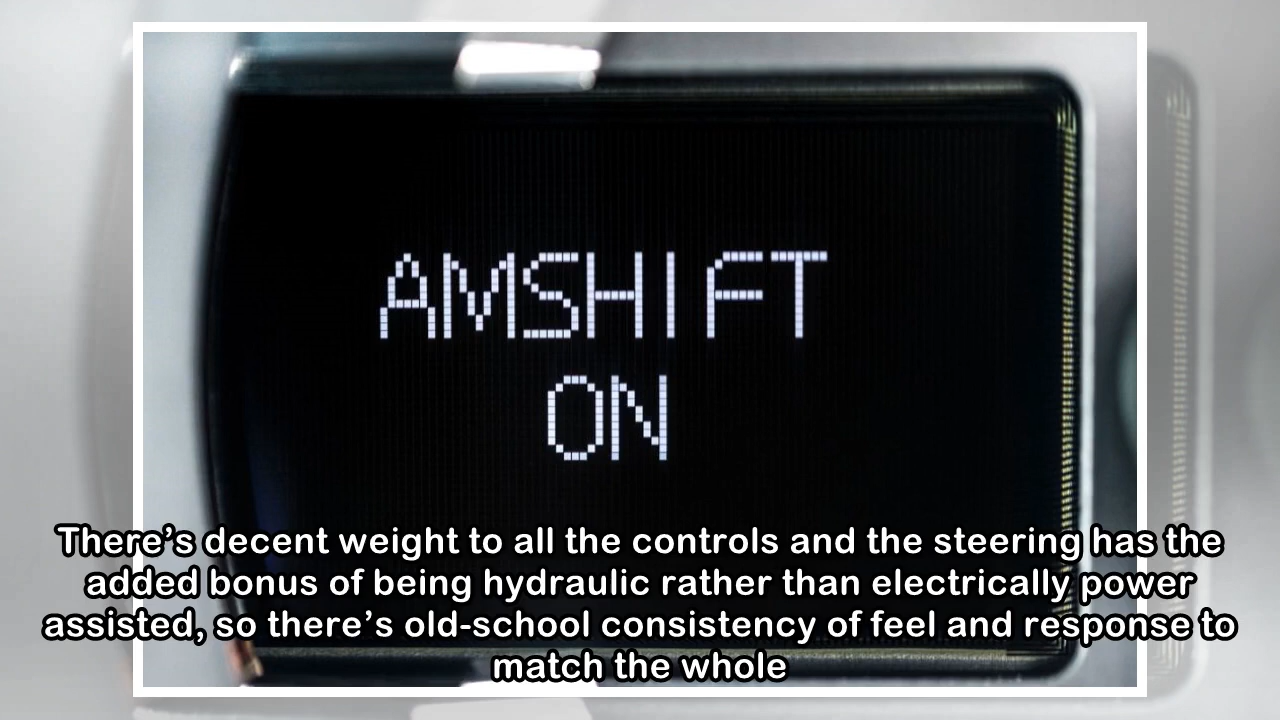 AMSHIFT
ON
There’s decent weight to all the controls and the steering has the
added bonus of being hydraulic rather than electrically power
assisted, so there’s old-school consistency of feel and response to
match the whole